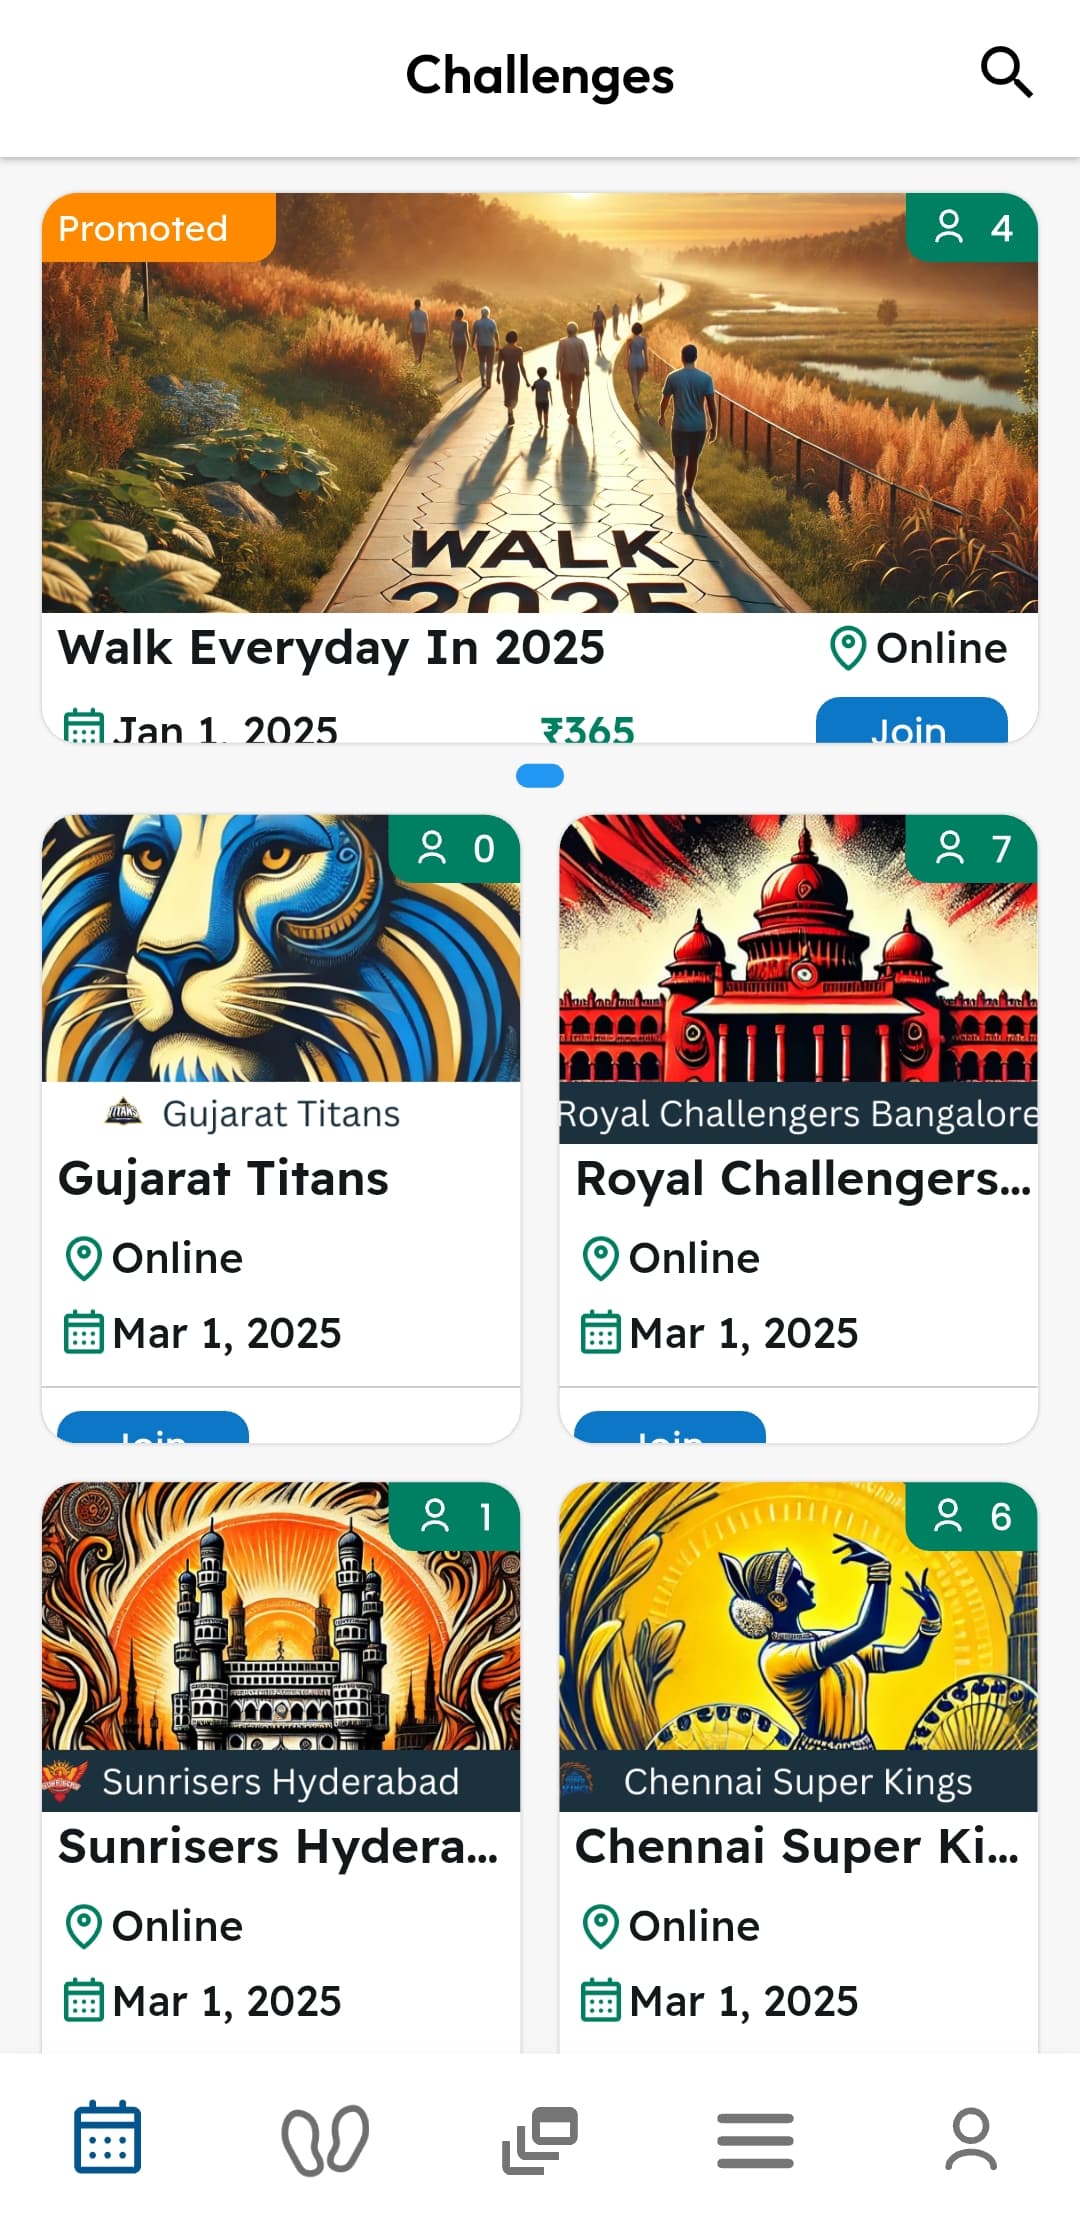 Challenges
Promoted
4
WALK
2025
Walk Everyday In 2025
Online
Jan 1, 2025
₹365
Join
0
TITANS
Gujarat Titans
Gujarat Titans
Online
Mar 1, 2025
Join
7
Royal Challengers Bangalore
Royal Challengers...
Online
Mar 1, 2025
Join
1
Sunrisers Hyderabad
Sunrisers Hydera...
Online
Mar 1, 2025
6
Chennai Super Kings
Chennai Super Ki...
Online
Mar 1, 2025